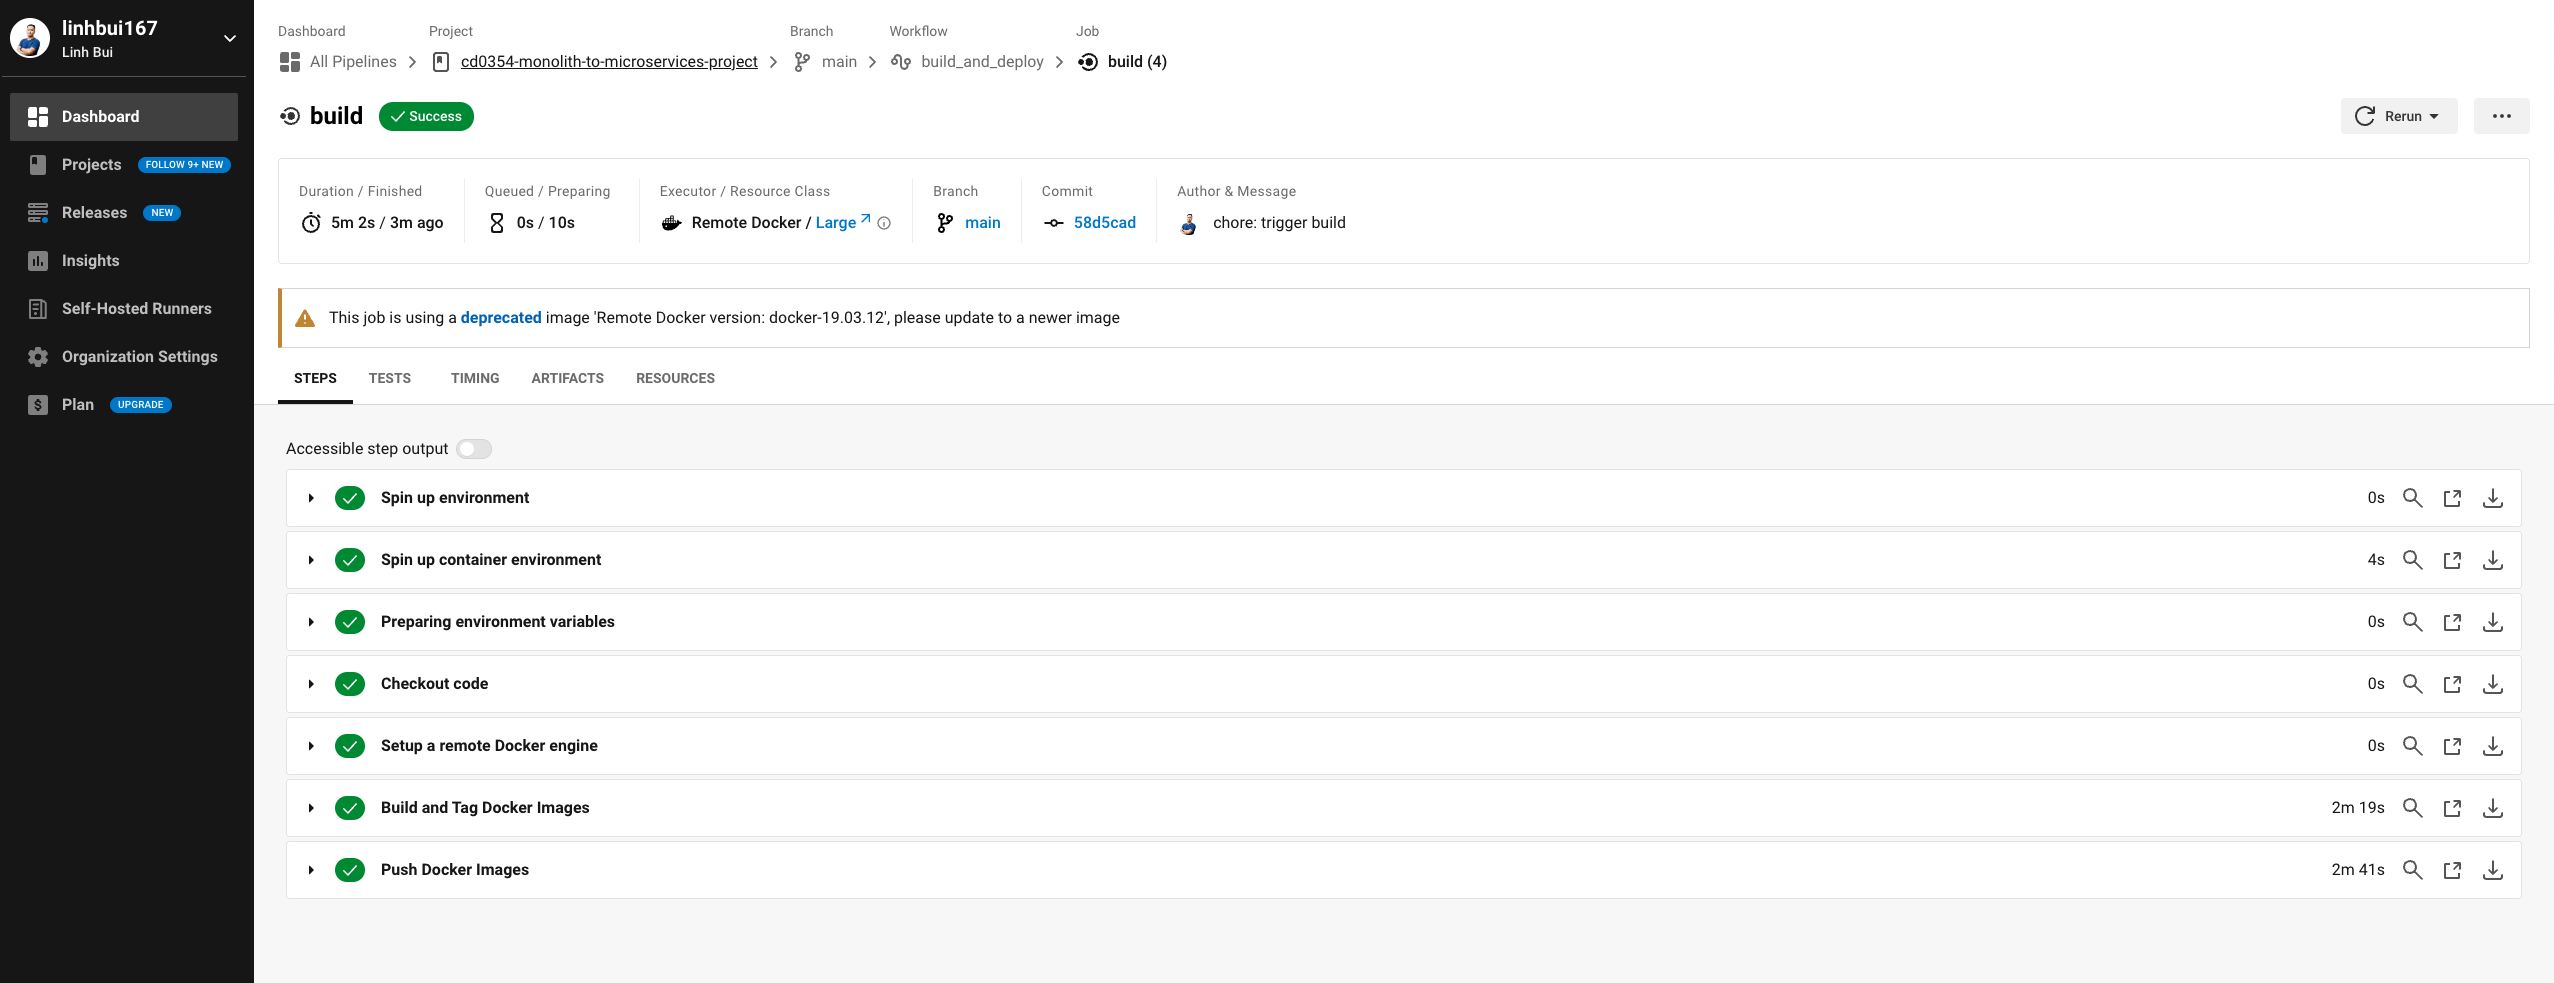 linhbui167
Linh Bui
Dashboard
Projects FOLLOW 9+ NEW
Releases NEW
Insights
Self-Hosted Runners
Organization Settings
Plan UPGRADE
Dashboard Project Branch Workflow Job
All Pipelines cd0354-monolith-to-microservices-project main build_and_deploy build (4)
build Success Rerun
Duration / Finished Queued / Preparing Executor / Resource Class Branch Commit Author & Message
5m 2s / 3m ago 0s / 10s Remote Docker / Large main 58d5cad chore: trigger build
This job is using a deprecated image 'Remote Docker version: docker-19.03.12', please update to a newer image
STEPS TESTS TIMING ARTIFACTS RESOURCES
Accessible step output
Spin up environment 0s
Spin up container environment 4s
Preparing environment variables 0s
Checkout code 0s
Setup a remote Docker engine 0s
Build and Tag Docker Images 2m 19s
Push Docker Images 2m 41s